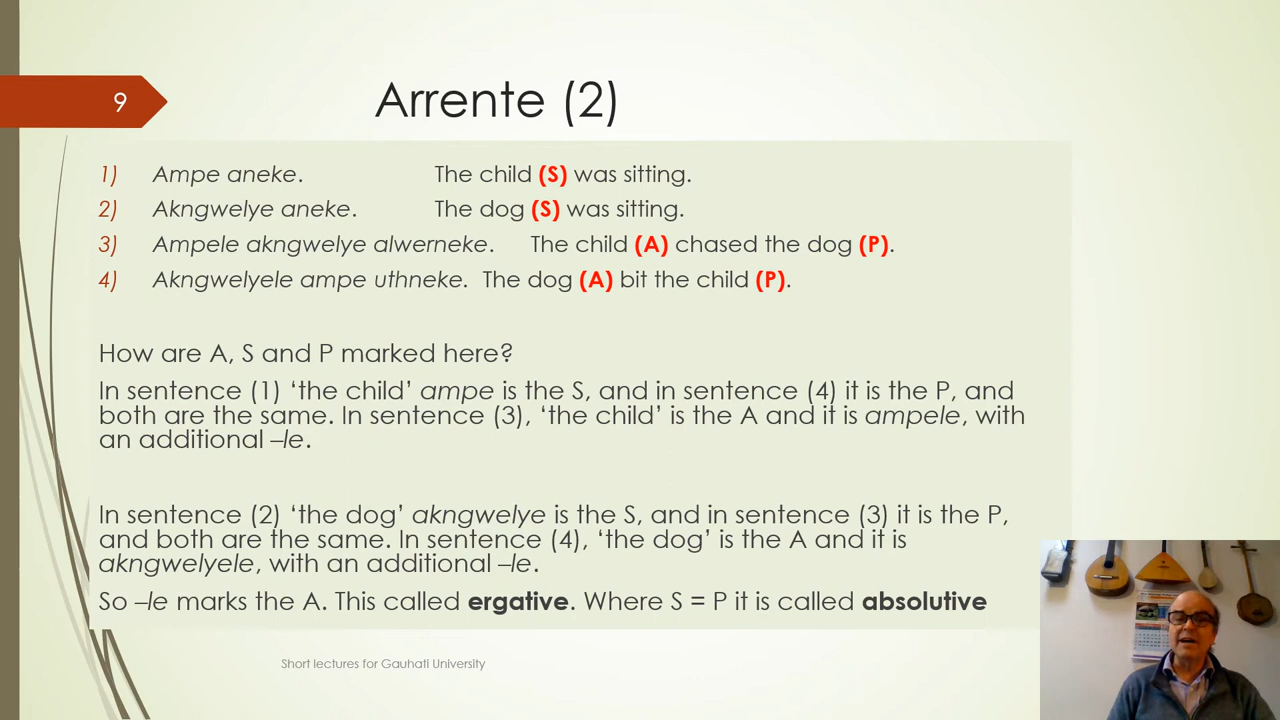 9
Arrente (2)
1) Ampe aneke. The child (S) was sitting.
2) Akngwelye aneke. The dog (S) was sitting.
3) Ampele akngwelye alwerneke. The child (A) chased the dog (P).
4) Akngwelyele ampe uthneke. The dog (A) bit the child (P).
How are A, S and P marked here?
In sentence (1) ‘the child’ ampe is the S, and in sentence (4) it is the P, and
both are the same. In sentence (3), ‘the child’ is the A and it is ampele, with
an additional –le.
In sentence (2) ‘the dog’ akngwelye is the S, and in sentence (3) it is the P,
and both are the same. In sentence (4), ‘the dog’ is the A and it is
akngwelyele, with an additional –le.
So –le marks the A. This called ergative. Where S = P it is called absolutive
Short lectures for Gauhati University